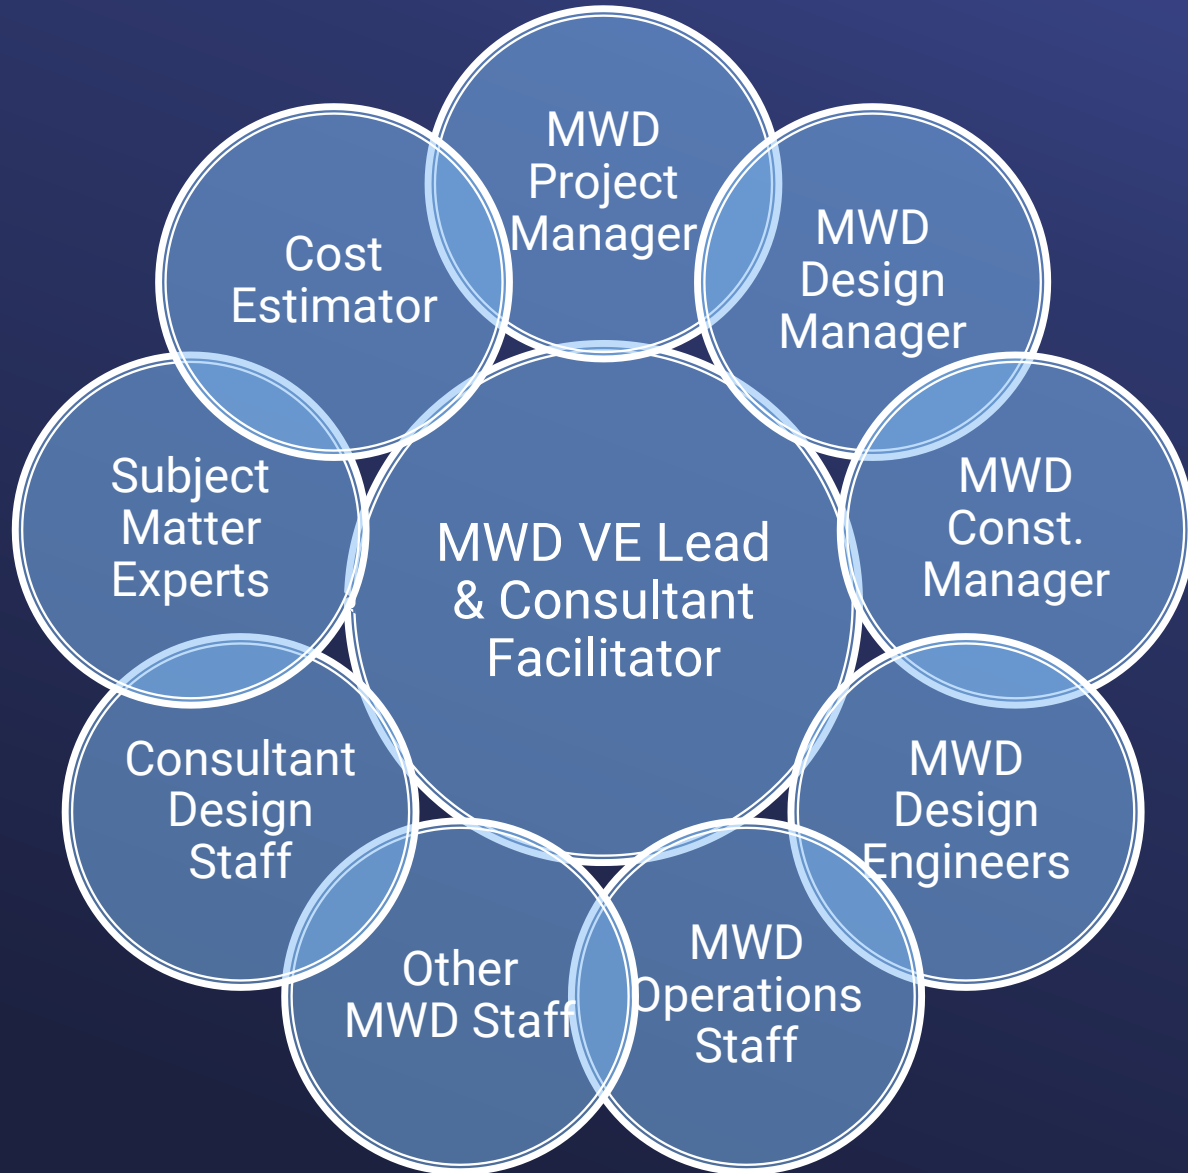 MWD
Project
Manager
MWD
Design
Manager
MWD
Const.
Manager
MWD
Design
Engineers
MWD
Operations
Staff
Other
MWD Staff
Consultant
Design
Staff
Subject
Matter
Experts
Cost
Estimator
MWD VE Lead
& Consultant
Facilitator